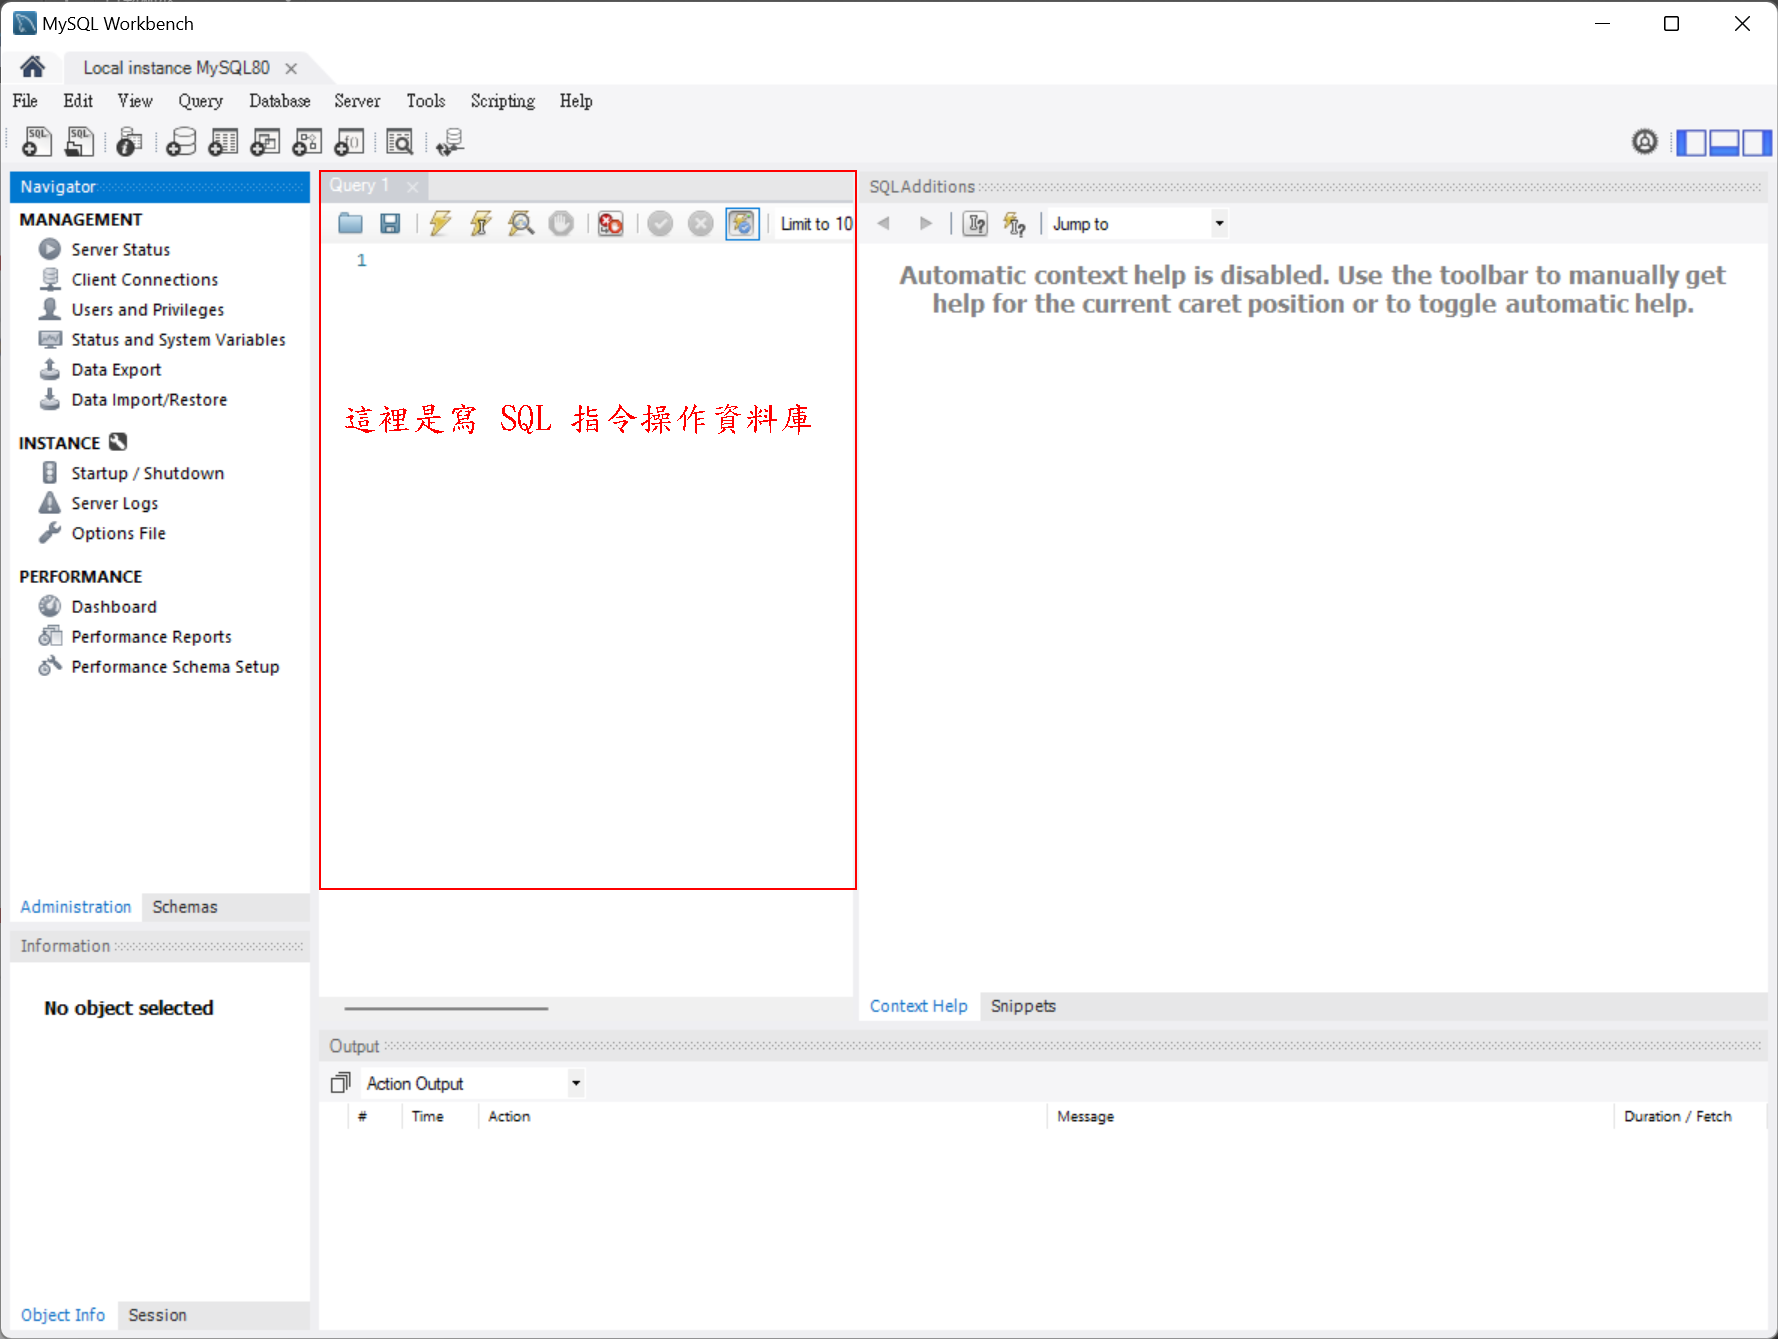 MySQL Workbench
Local instance MySQL80
File Edit View Query Database Server Tools Scripting Help
Navigator
MANAGEMENT
Server Status
Client Connections
Users and Privileges
Status and System Variables
Data Export
Data Import/Restore
INSTANCE
Startup / Shutdown
Server Logs
Options File
PERFORMANCE
Dashboard
Performance Reports
Performance Schema Setup
Administration Schemas
Information
No object selected
Object Info Session
Query 1
Limit to 10
1
這裡是寫 SQL 指令操作資料庫
SQLAdditions
Jump to
Automatic context help is disabled. Use the toolbar to manually get
help for the current caret position or to toggle automatic help.
Context Help Snippets
Output
Action Output
# Time Action Message Duration / Fetch